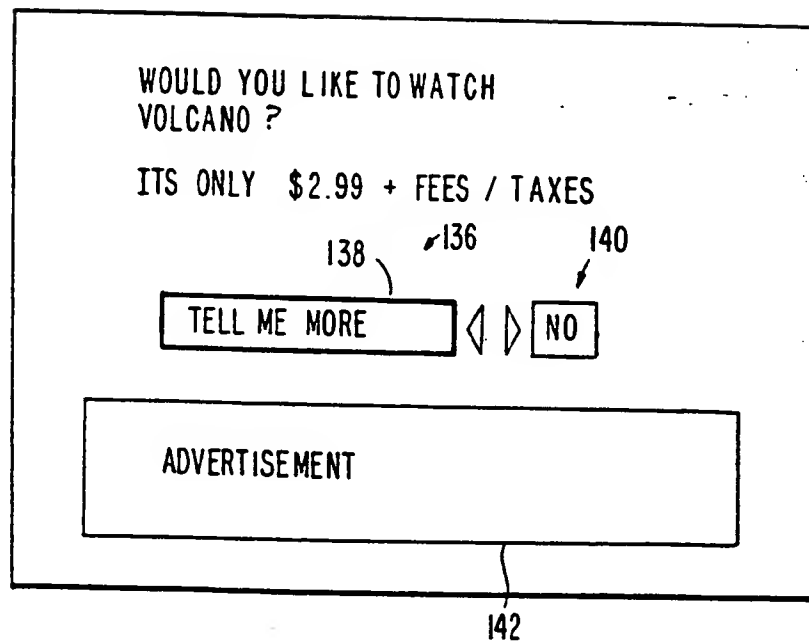 WOULD YOU LIKE TO WATCH
VOLCANO ?
ITS ONLY $2.99 + FEES / TAXES
138 136 140
TELL ME MORE NO
ADVERTISEMENT
142